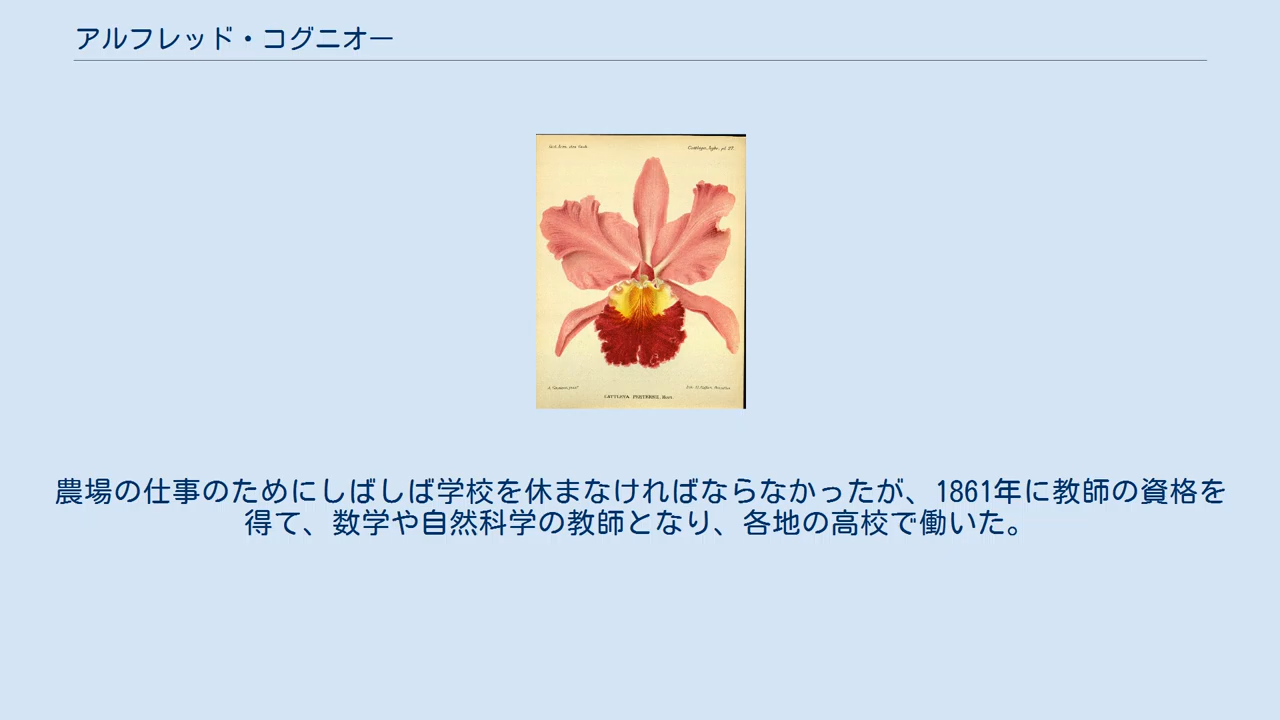 アルフレッド・コグニオー
CATTLEYA
農場の仕事のためにしばしば学校を休まなければならなかったが、1861年に教師の資格を
得て、数学や自然科学の教師となり、各地の高校で働いた。